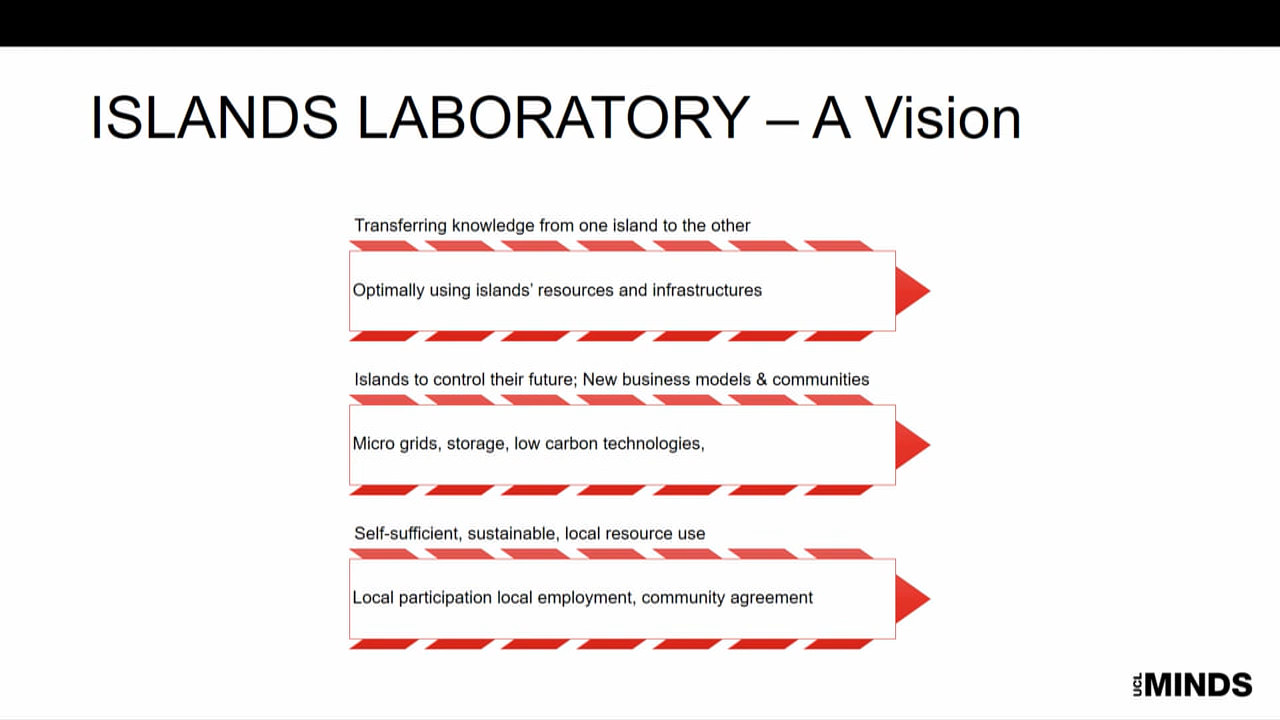 ISLANDS LABORATORY – A Vision
Transferring knowledge from one island to the other
Optimally using islands' resources and infrastructures
Islands to control their future; New business models & communities
Micro grids, storage, low carbon technologies,
Self-sufficient, sustainable, local resource use
Local participation local employment, community agreement
UCL MINDS